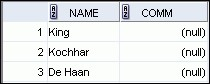 NAME COMM
1 King (null)
2 Kochhar (null)
3 De Haan (null)